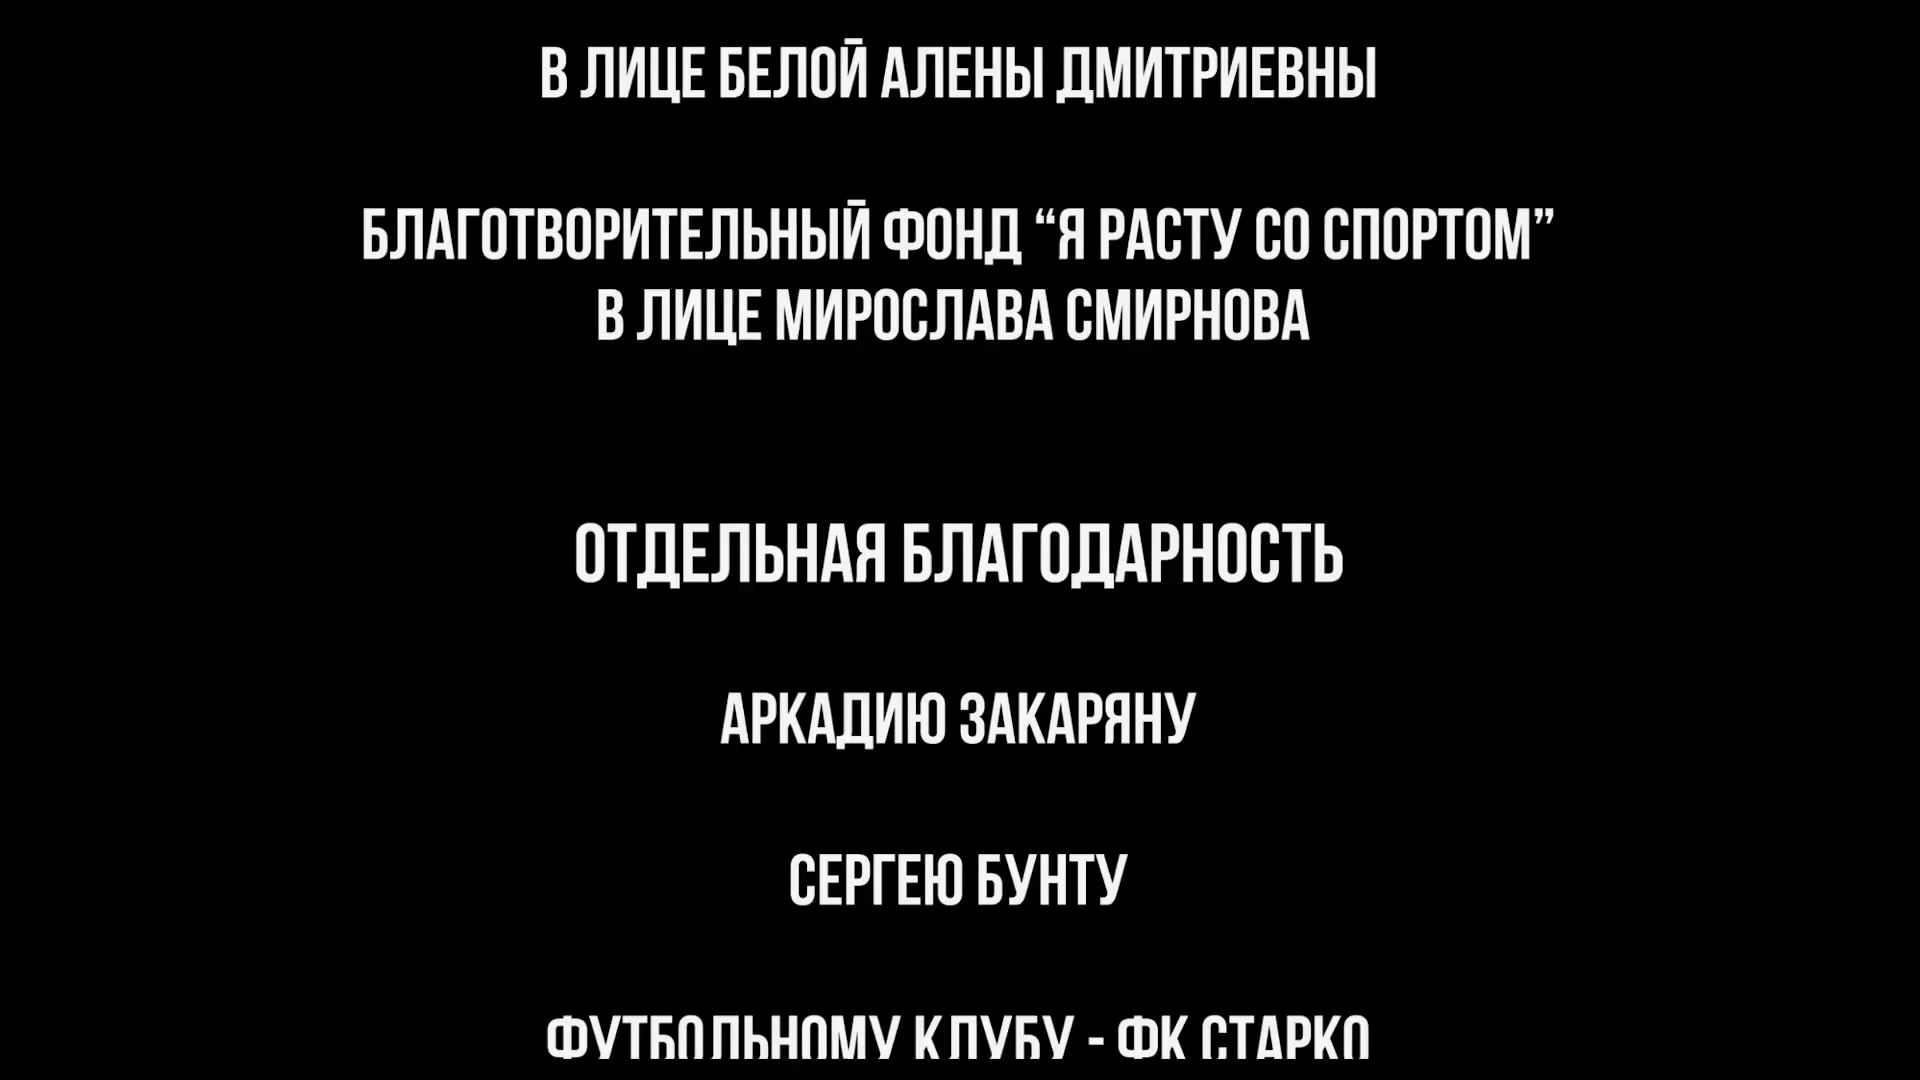 В ЛИЦЕ БЕЛОЙ АЛЕНЫ ДМИТРИЕВНЫ
БЛАГОТВОРИТЕЛЬНЫЙ ФОНД “Я РАСТУ СО СПОРТОМ”
В ЛИЦЕ МИРОСЛАВА СМИРНОВА
ОТДЕЛЬНАЯ БЛАГОДАРНОСТЬ
АРКАДИЮ ЗАКАРЯНУ
СЕРГЕЮ БУНТУ
ФУТБОЛЬНОМУ КЛУБУ - ФК СТАРКО